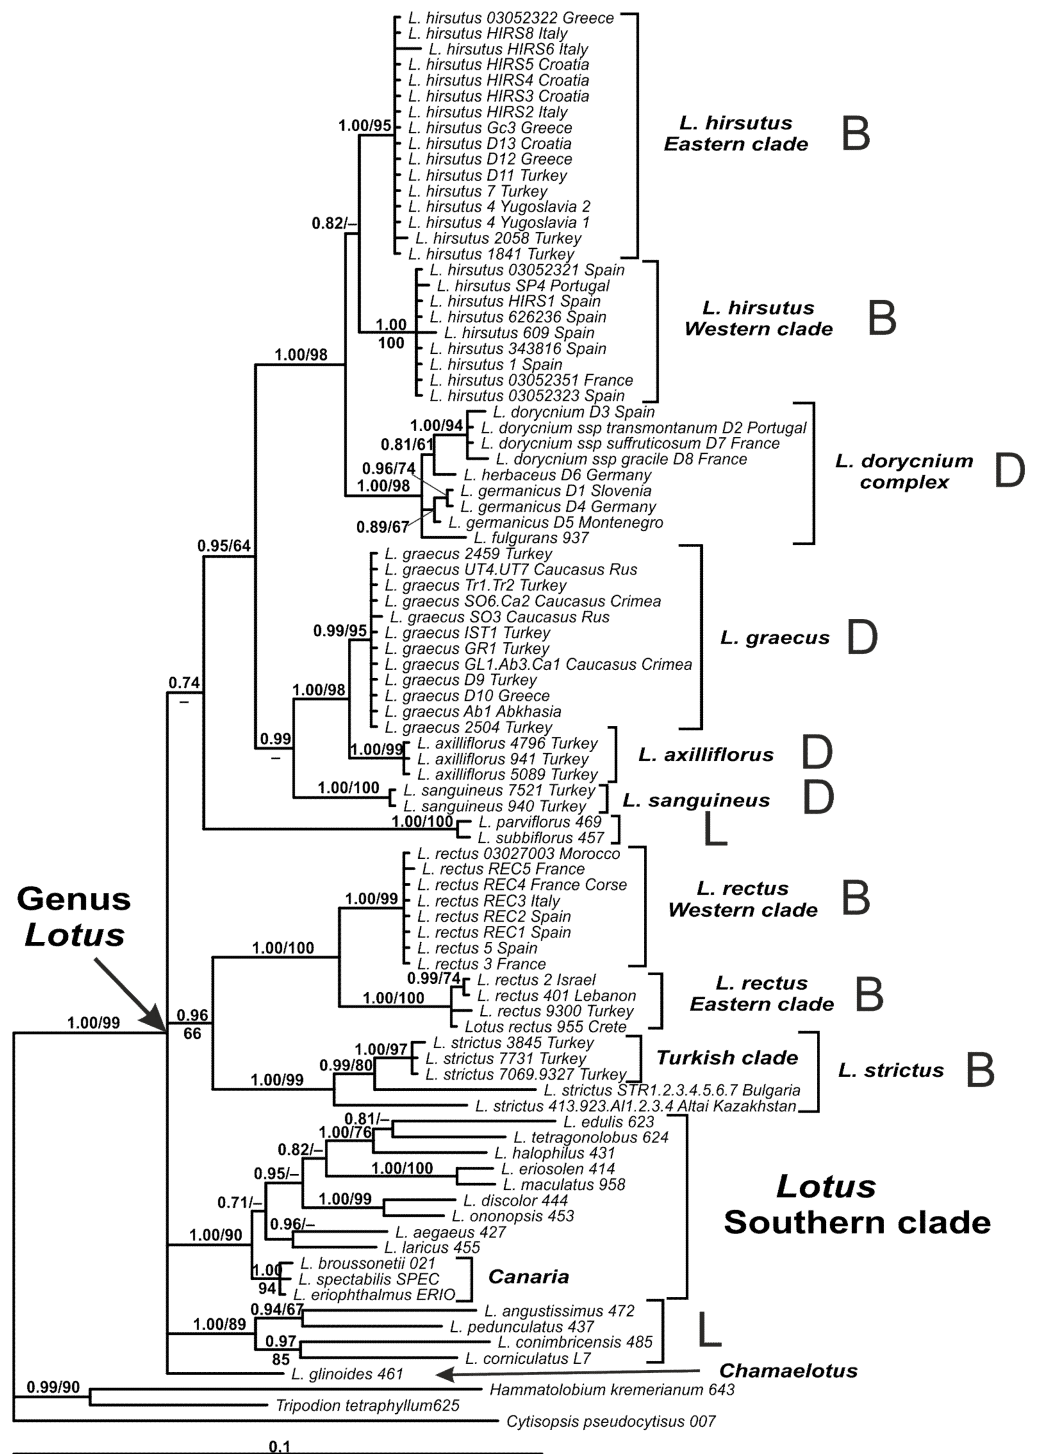 L. hirsutus 03052322 Greece
L. hirsutus HIRS8 Italy
L. hirsutus HIRS6 Italy
L. hirsutus HIRS5 Croatia
L. hirsutus HIRS4 Croatia
L. hirsutus HIRS3 Croatia
L. hirsutus HIRS2 Italy
1.00/95
L. hirsutus Gc3 Greece
L. hirsutus D13 Croatia
L. hirsutus D12 Greece
L. hirsutus D11 Turkey
L. hirsutus 7 Turkey
L. hirsutus 4 Yugoslavia 2
L. hirsutus 4 Yugoslavia 1
L. hirsutus 2058 Turkey
L. hirsutus 1841 Turkey
L. hirsutus
Eastern clade
B
0.82/–
L. hirsutus 03052321 Spain
L. hirsutus SP4 Portugal
L. hirsutus HIRS1 Spain
L. hirsutus 626236 Spain
L. hirsutus 609 Spain
L. hirsutus 343816 Spain
L. hirsutus 1 Spain
L. hirsutus 03052351 France
L. hirsutus 03052323 Spain
1.00
100
L. hirsutus
Western clade
B
1.00/98
L. dorycnium D3 Spain
L. dorycnium ssp transmontanum D2 Portugal
L. dorycnium ssp suffruticosum D7 France
L. dorycnium ssp gracile D8 France
L. herbaceus D6 Germany
L. germanicus D1 Slovenia
L. germanicus D4 Germany
L. germanicus D5 Montenegro
L. fulgurans 937
1.00/94
0.81/61
0.96/74
1.00/98
0.89/67
L. dorycnium
complex
D
0.95/64
L. graecus 2459 Turkey
L. graecus UT4.UT7 Caucasus Rus
L. graecus Tr1.Tr2 Turkey
L. graecus SO6.Ca2 Caucasus Crimea
L. graecus SO3 Caucasus Rus
L. graecus IST1 Turkey
L. graecus GR1 Turkey
L. graecus GL1.Ab3.Ca1 Caucasus Crimea
L. graecus D9 Turkey
L. graecus D10 Greece
L. graecus Ab1 Abkhasia
L. graecus 2504 Turkey
0.99/95
L. graecus
D
1.00/98
0.74
–
0.99
–
1.00/99
L. axilliflorus 4796 Turkey
L. axilliflorus 941 Turkey
L. axilliflorus 5089 Turkey
L. axilliflorus
D
1.00/100
L. sanguineus 7521 Turkey
L. sanguineus 940 Turkey
L. sanguineus
D
1.00/100
L. parviflorus 469
L. subbiflorus 457
L
L. rectus 03027003 Morocco
L. rectus REC5 France
L. rectus REC4 France Corse
L. rectus REC3 Italy
L. rectus REC2 Spain
L. rectus REC1 Spain
L. rectus 5 Spain
L. rectus 3 France
1.00/99
L. rectus
Western clade
B
Genus
Lotus
1.00/100
0.99/74
1.00/100
L. rectus 2 Israel
L. rectus 401 Lebanon
L. rectus 9300 Turkey
Lotus rectus 955 Crete
L. rectus
Eastern clade
B
1.00/99
0.96
66
1.00/97
0.99/80
1.00/99
L. strictus 3845 Turkey
L. strictus 7731 Turkey
L. strictus 7069.9327 Turkey
L. strictus STR1.2.3.4.5.6.7 Bulgaria
L. strictus 413.923.Al1.2.3.4 Altai Kazakhstan
Turkish clade
L. strictus
B
0.81/–
1.00/76
0.82/–
1.00/100
0.95/–
1.00/99
0.71/–
0.96/–
1.00/90
1.00
94
L. edulis 623
L. tetragonolobus 624
L. halophilus 431
L. eriosolen 414
L. maculatus 958
L. discolor 444
L. ononopsis 453
L. aegaeus 427
L. laricus 455
L. broussonetii 021
L. spectabilis SPEC
L. eriophthalmus ERIO
Canaria
Lotus
Southern clade
0.94/67
1.00/89
0.97
85
L. angustissimus 472
L. pedunculatus 437
L. conimbricensis 485
L. corniculatus L7
L
L. glinoides 461
Chamaelotus
0.99/90
Hammatolobium kremerianum 643
Tripodion tetraphyllum625
Cytisopsis pseudocytisus 007
0.1